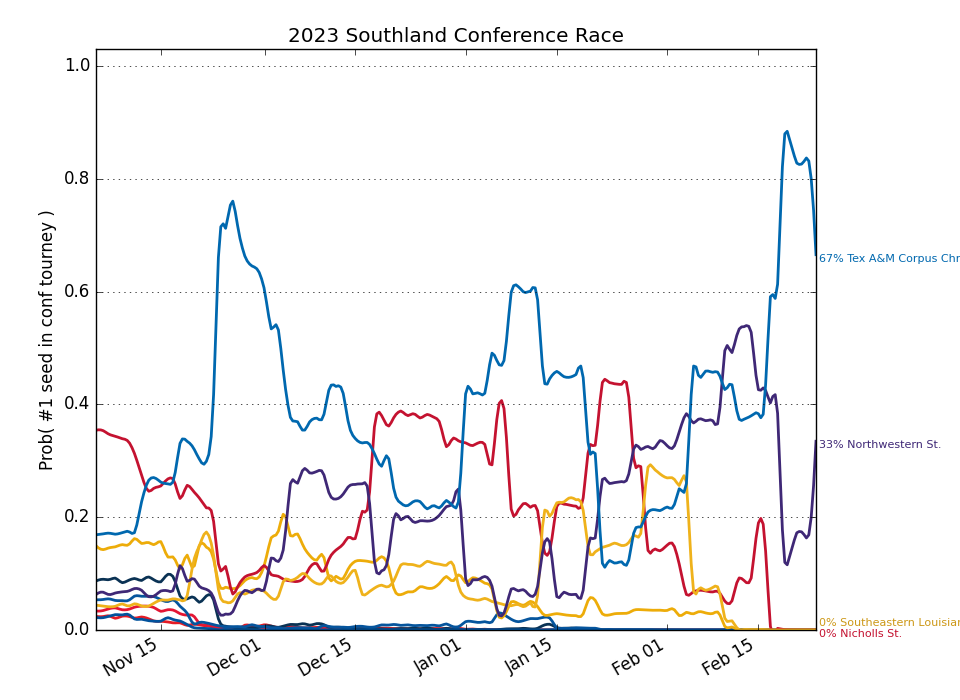 2023 Southland Conference Race
Prob( #1 seed in conf tourney )
1.0
0.8
0.6
0.4
0.2
0.0
Nov 15
Dec 01
Dec 15
Jan 01
Jan 15
Feb 01
Feb 15
67% Tex A&M Corpus Chr
33% Northwestern St.
0% Southeastern Louisian
0% Nicholls St.